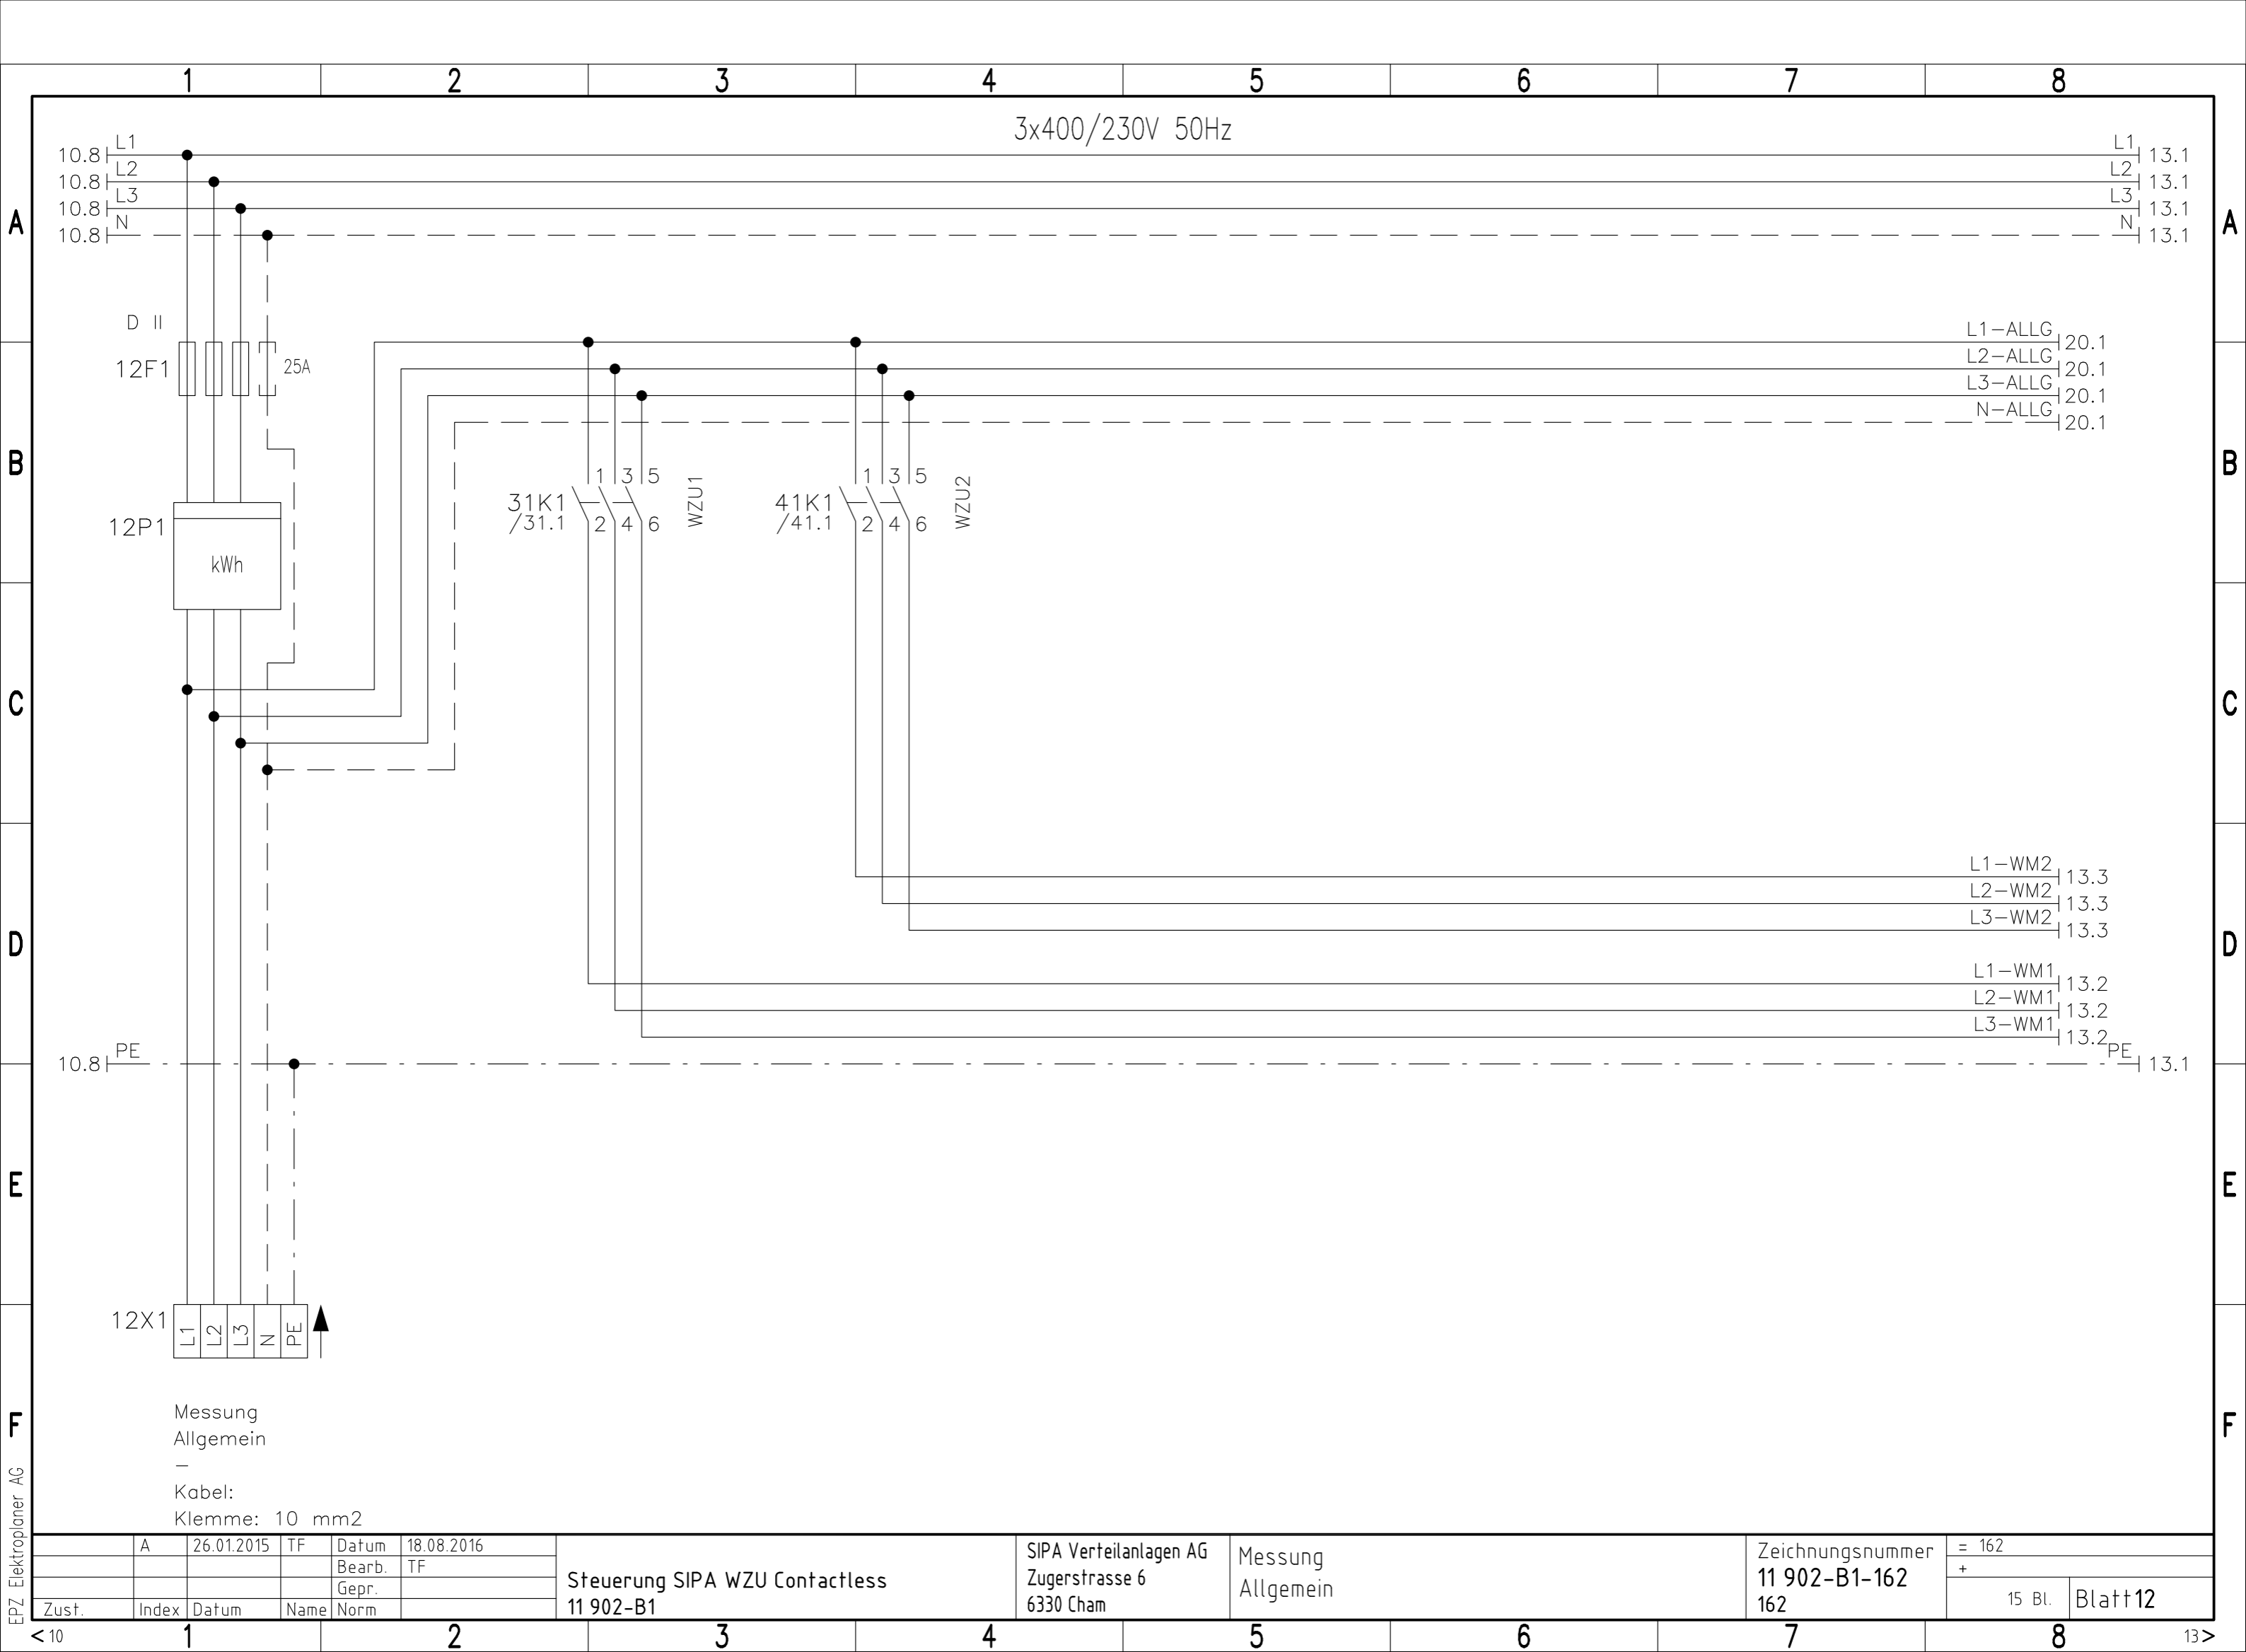 1 2 3 4 5 6 7 8
3x400/230V 50Hz
10.8 L1 L1 13.1
10.8 L2 L2 13.1
10.8 L3 L3 13.1
10.8 N N 13.1
A A
D II
12F1 25A
L1-ALLG 20.1
L2-ALLG 20.1
L3-ALLG 20.1
N-ALLG 20.1
B B
12P1
kWh
31K1
/31.1
1 3 5
2 4 6
WZU1
41K1
/41.1
1 3 5
2 4 6
WZU2
C C
L1-WM2 13.3
L2-WM2 13.3
L3-WM2 13.3
D D
L1-WM1 13.2
L2-WM1 13.2
L3-WM1 13.2
10.8 PE PE 13.1
E E
12X1 L1 L2 L3 N PE
F F
Messung
Allgemein
-
Kabel:
Klemme: 10 mm2
EPZ Elektroplaner AG
A 26.01.2015 TF Datum 18.08.2016
Bearb. TF
Gepr.
Zust. Index Datum Name Norm
Steuerung SIPA WZU Contactless
11 902-B1
SIPA Verteilanlagen AG
Zugerstrasse 6
6330 Cham
Messung
Allgemein
Zeichnungsnummer
11 902-B1-162
162
= 162
+
15 Bl. Blatt 12
< 10 1 2 3 4 5 6 7 8 13 >